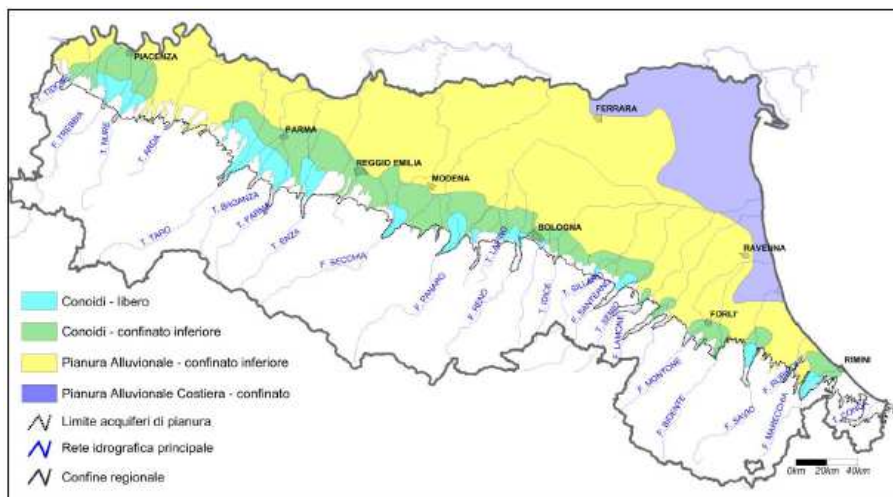 PIACENZA
T. TIDONE
F. TREBBIA
T. NURE
T. ARDA
PARMA
FERRARA
REGGIO EMILIA
MODENA
T. BAGANZA
T. PARMA
T. TARO
T. ENZA
F. SECCHIA
BOLOGNA
RAVENNA
F. PANARO
F. RENO
T. IDICE
T. SILLARO
F. SANTERNO
T. SENIO
F. LAMONE
FORLI'
F. MONTONE
F. BIDENTE
F. SAVIO
F. MARECCHIA
RIMINI
T. CONCA
Conoidi - libero
Conoidi - confinato inferiore
Pianura Alluvionale - confinato inferiore
Pianura Alluvionale Costiera - confinato
Limite acquiferi di pianura
Rete idrografica principale
Confine regionale
0km 20km 40km